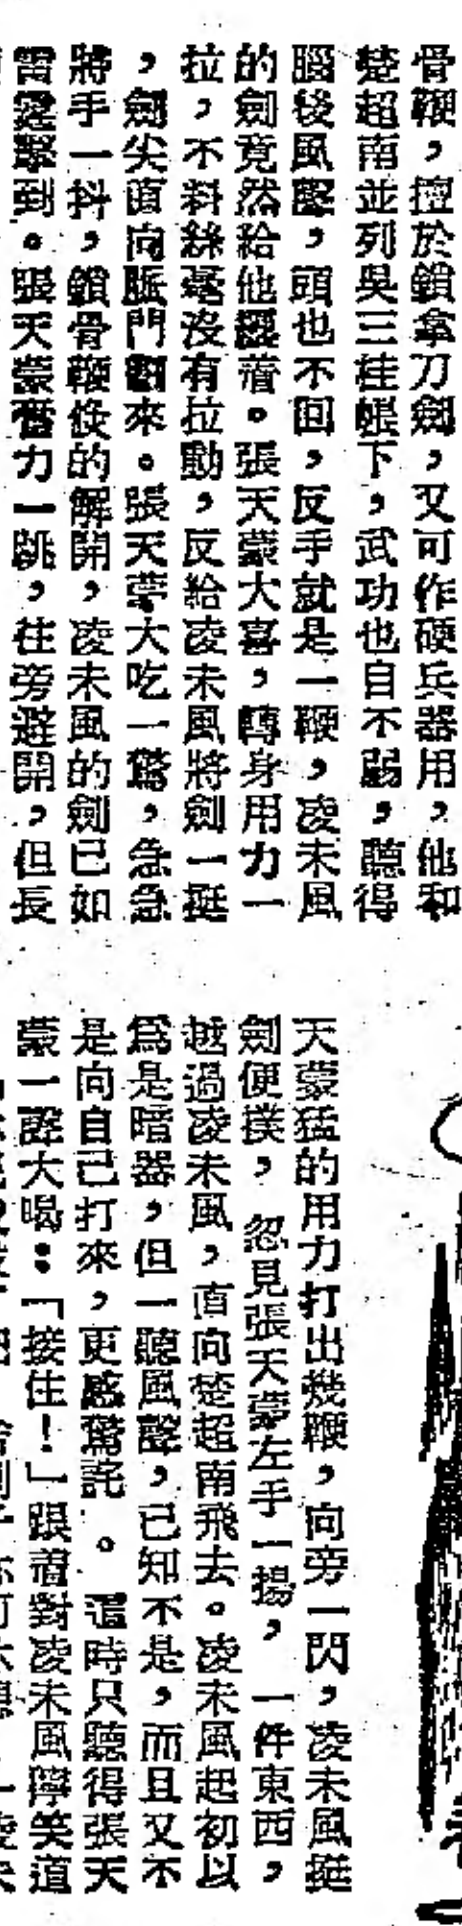 骨鞭，擅於鎖拿刀劍，又可作硬兵器用，他和
楚超南並列吳三桂帳下，武功也自不弱，聽得
腦後風聲，頭也不回，反手就是一鞭，凌未風
的劍竟然給他纒着。張天蒙大喜，轉身用力一
拉，不料絲毫沒有拉動，反給凌未風將劍一挺
，劍尖直向脈門劃來。張天蒙大吃一驚，急急
將手一抖，鎖骨鞭倏的解開，凌未風的劍已如
雷霆擊到。張天蒙奮力一跳，往旁避開，但長
天蒙猛的用力打出幾鞭，向旁一閃，凌未風挺
劍便撲，忽見張天蒙左手一揚，一件東西，
越過凌未風，直向楚超南飛去。凌未風起初以
爲是暗器，但一聽風聲，已知不是，而且又不
是向自己打來，更感驚詫。這時只聽得張天
蒙一聲大喝：「接住！」跟着對凌未風獰笑道